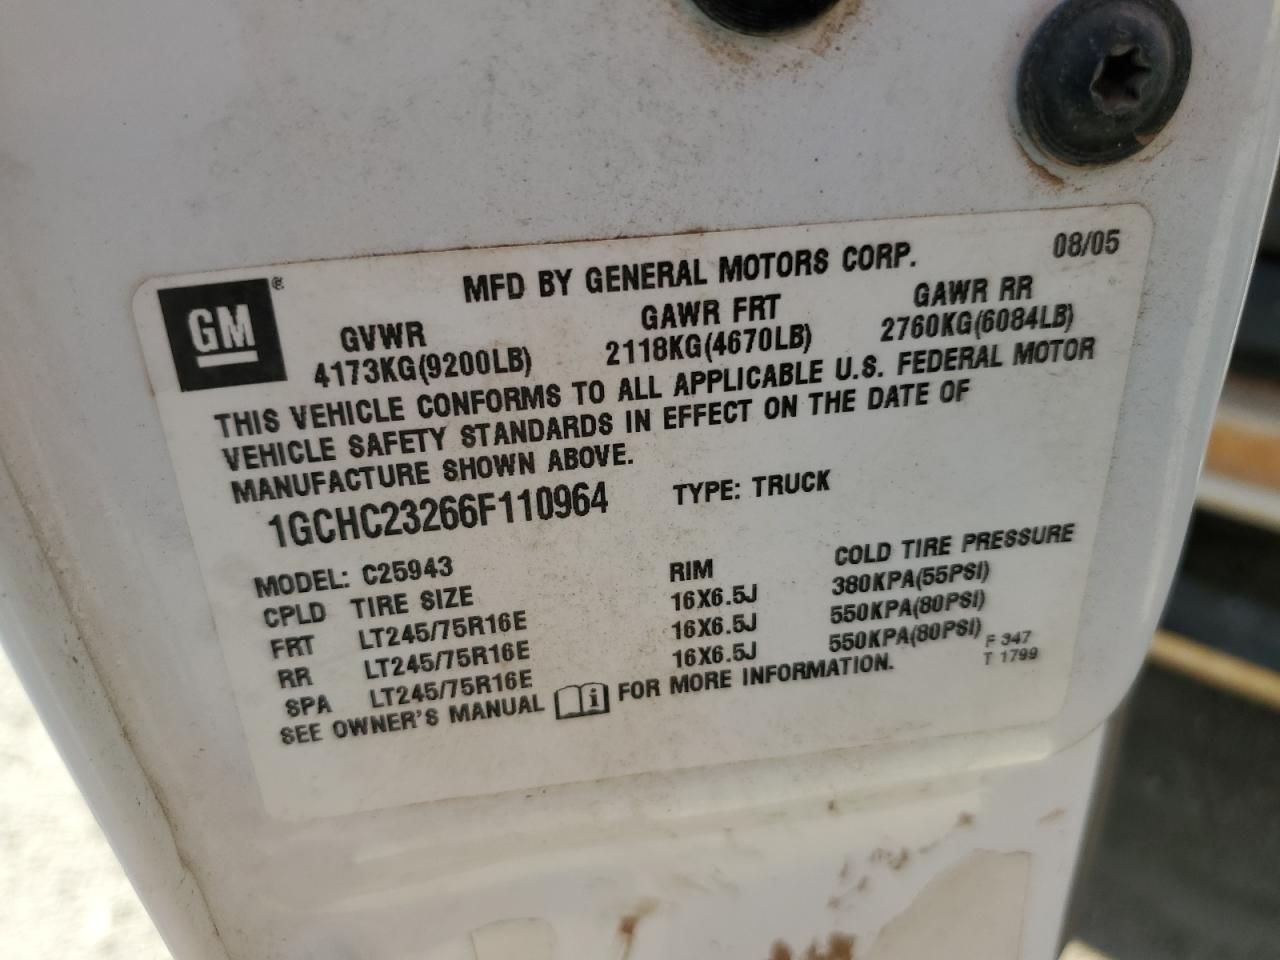 MFD BY GENERAL MOTORS CORP. 08/05
GM ®
GVWR GAWR FRT GAWR RR
4173KG(9200LB) 2118KG(4670LB) 2760KG(6084LB)
THIS VEHICLE CONFORMS TO ALL APPLICABLE U.S. FEDERAL MOTOR
VEHICLE SAFETY STANDARDS IN EFFECT ON THE DATE OF
MANUFACTURE SHOWN ABOVE.
1GCHC23266F110964 TYPE: TRUCK
MODEL: C25943
CPLD TIRE SIZE RIM COLD TIRE PRESSURE
FRT LT245/75R16E 16X6.5J 380KPA(55PSI)
RR LT245/75R16E 16X6.5J 550KPA(80PSI)
SPA LT245/75R16E 16X6.5J 550KPA(80PSI)
F 347
T 1799
SEE OWNER'S MANUAL i FOR MORE INFORMATION.